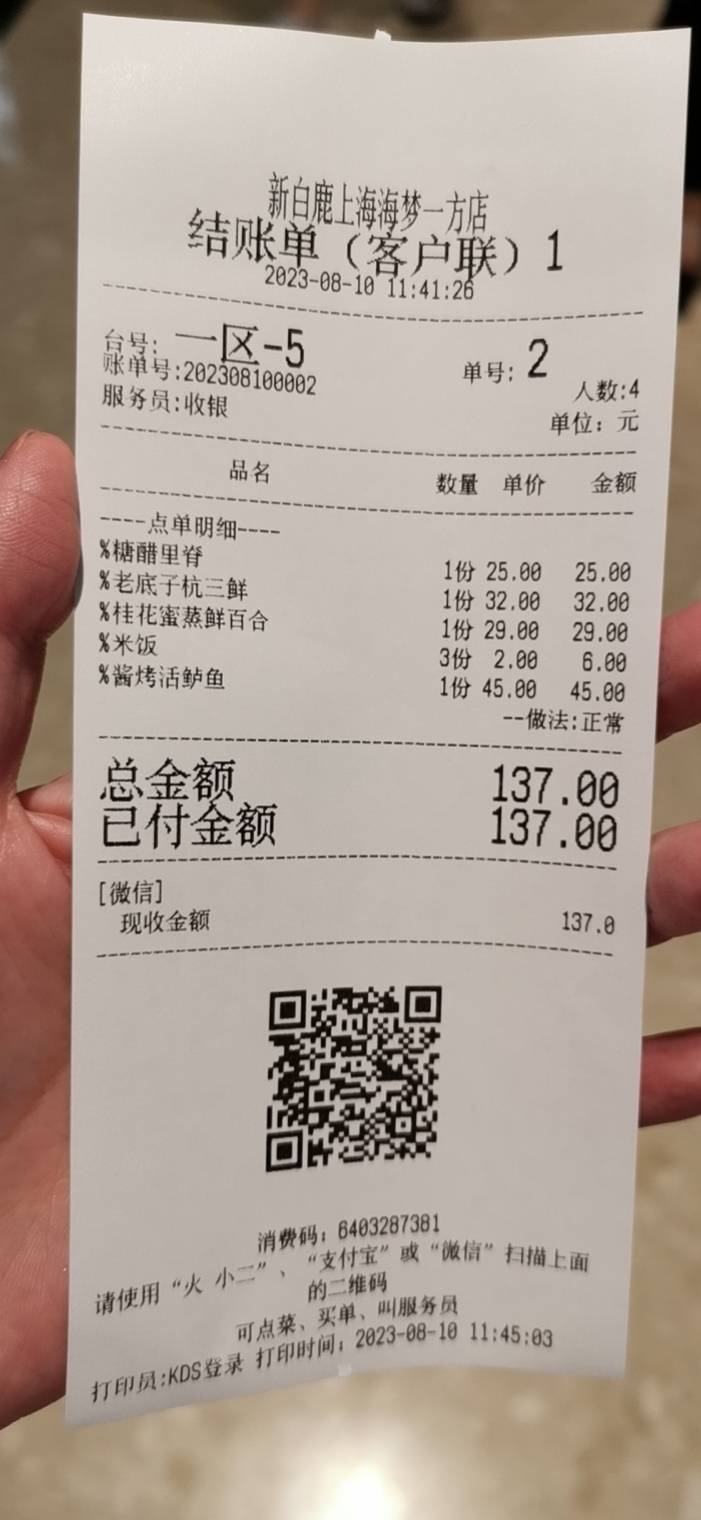 新白鹿上海海梦一方店
结账单（客户联）1
2023-08-10 11:41:26
台号: 一区-5 单号: 2
账单号:202308100002 人数:4
服务员:收银 单位: 元
品名 数量 单价 金额
----点单明细----
%糖醋里脊 1份 25.00 25.00
%老底子杭三鲜 1份 32.00 32.00
%桂花蜜蒸鲜百合 1份 29.00 29.00
%米饭 3份 2.00 6.00
%酱烤活鲈鱼 1份 45.00 45.00
--做法:正常
总金额 137.00
已付金额 137.00
[微信]
现收金额 137.0
消费码: 6403287381
请使用“火 小二”、“支付宝”或“微信”扫描上面
的二维码
可点菜、买单、叫服务员
打印员:KDS登录 打印时间: 2023-08-10 11:45:03